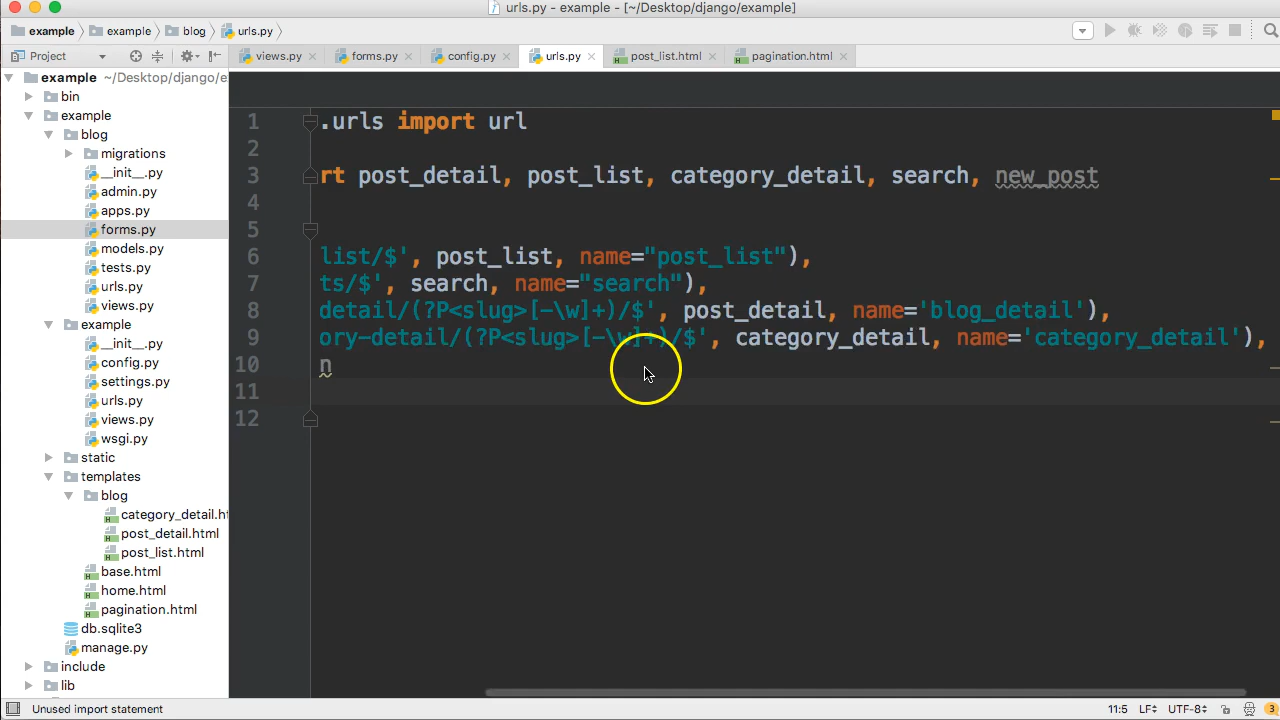 urls.py - example - [~/Desktop/django/example]
example example blog urls.py
Project views.py forms.py config.py urls.py post_list.html pagination.html
example ~/Desktop/django/e
bin
example
blog
migrations
__init__.py
admin.py
apps.py
forms.py
models.py
tests.py
urls.py
views.py
example
__init__.py
config.py
settings.py
urls.py
views.py
wsgi.py
static
templates
blog
category_detail.ht
post_detail.html
post_list.html
base.html
home.html
pagination.html
db.sqlite3
manage.py
include
lib
1 .urls import url
2
3 rt post_detail, post_list, category_detail, search, new_post
4
5
6 list/$', post_list, name="post_list"),
7 ts/$', search, name="search"),
8 detail/(?P<slug>[-\w]+)/$', post_detail, name='blog_detail'),
9 ory-detail/(?P<slug>[-\w]+)/$', category_detail, name='category_detail'),
10 n
11
12
Unused import statement 11:5 LF UTF-8 3